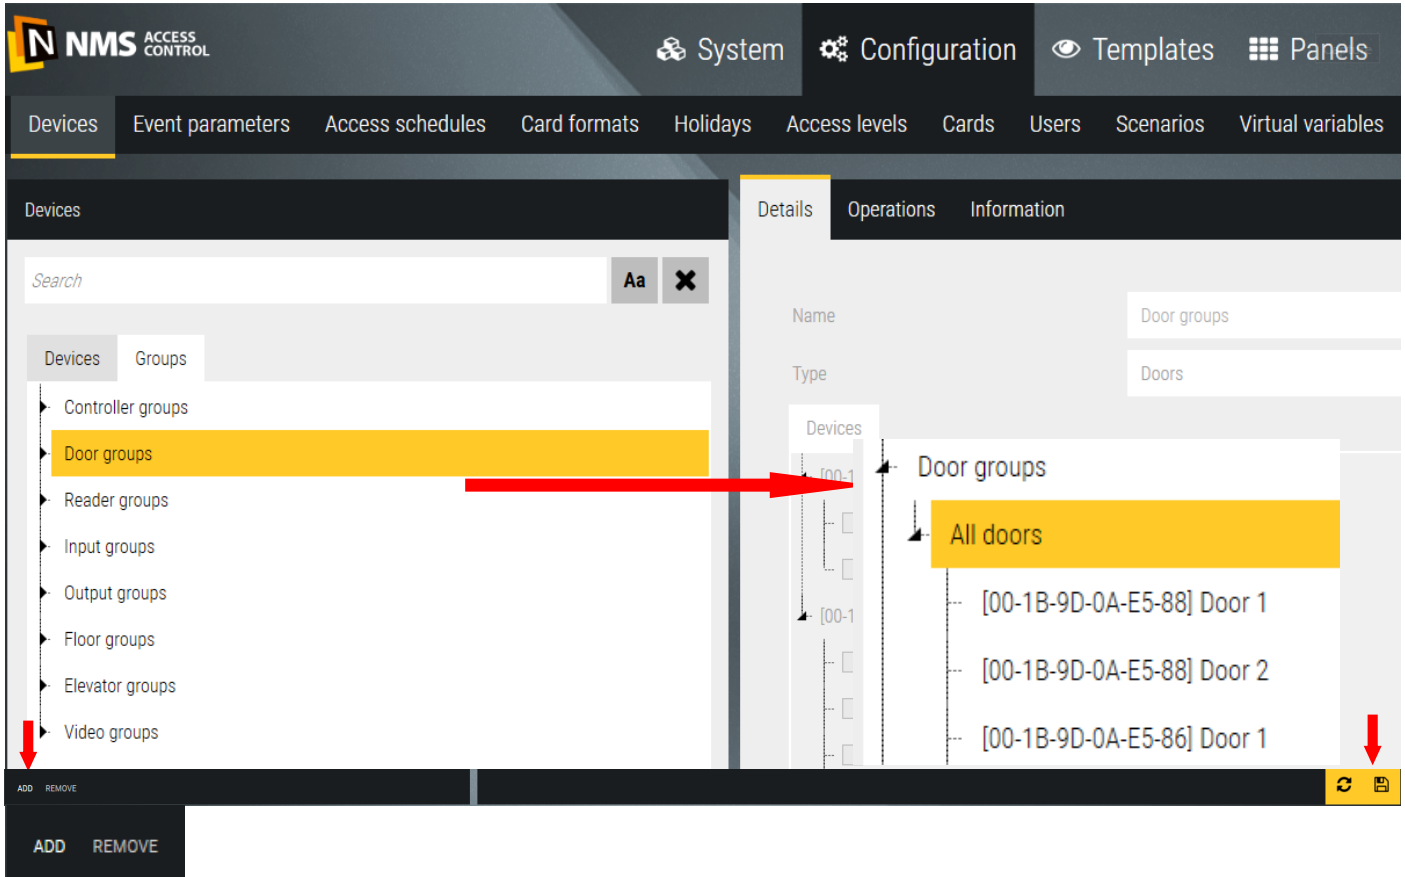 NMS ACCESS CONTROL
System Configuration Templates Panels
Devices Event parameters Access schedules Card formats Holidays Access levels Cards Users Scenarios Virtual variables
Devices
Search
Aa
Devices Groups
Controller groups
Door groups
Reader groups
Input groups
Output groups
Floor groups
Elevator groups
Video groups
Details Operations Information
Name Door groups
Type Doors
Devices
[00-1
[00-1
Door groups
All doors
[00-1B-9D-0A-E5-88] Door 1
[00-1B-9D-0A-E5-88] Door 2
[00-1B-9D-0A-E5-86] Door 1
ADD REMOVE
ADD REMOVE